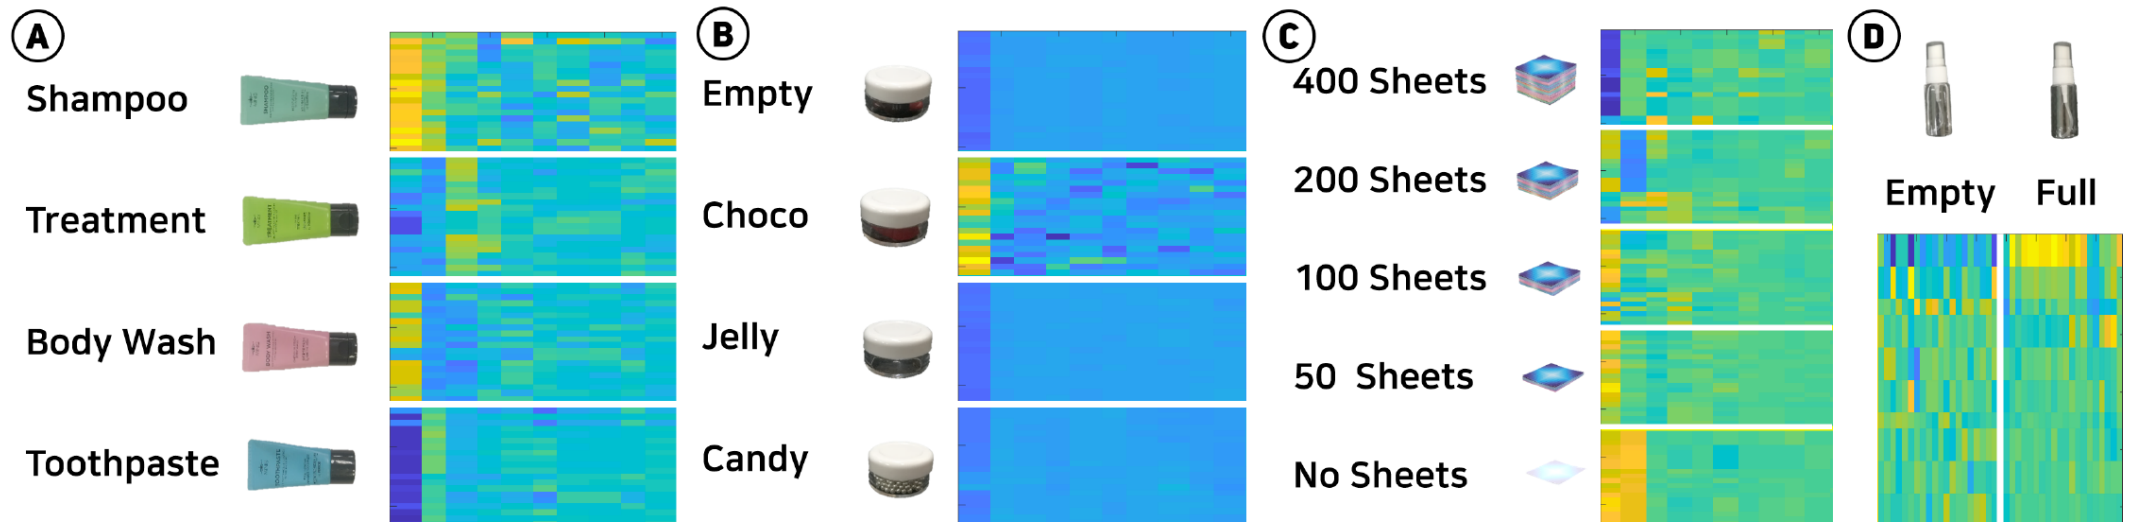 A
Shampoo
Treatment
Body Wash
Toothpaste
B
Empty
Choco
Jelly
Candy
C
400 Sheets
200 Sheets
100 Sheets
50 Sheets
No Sheets
D
Empty Full